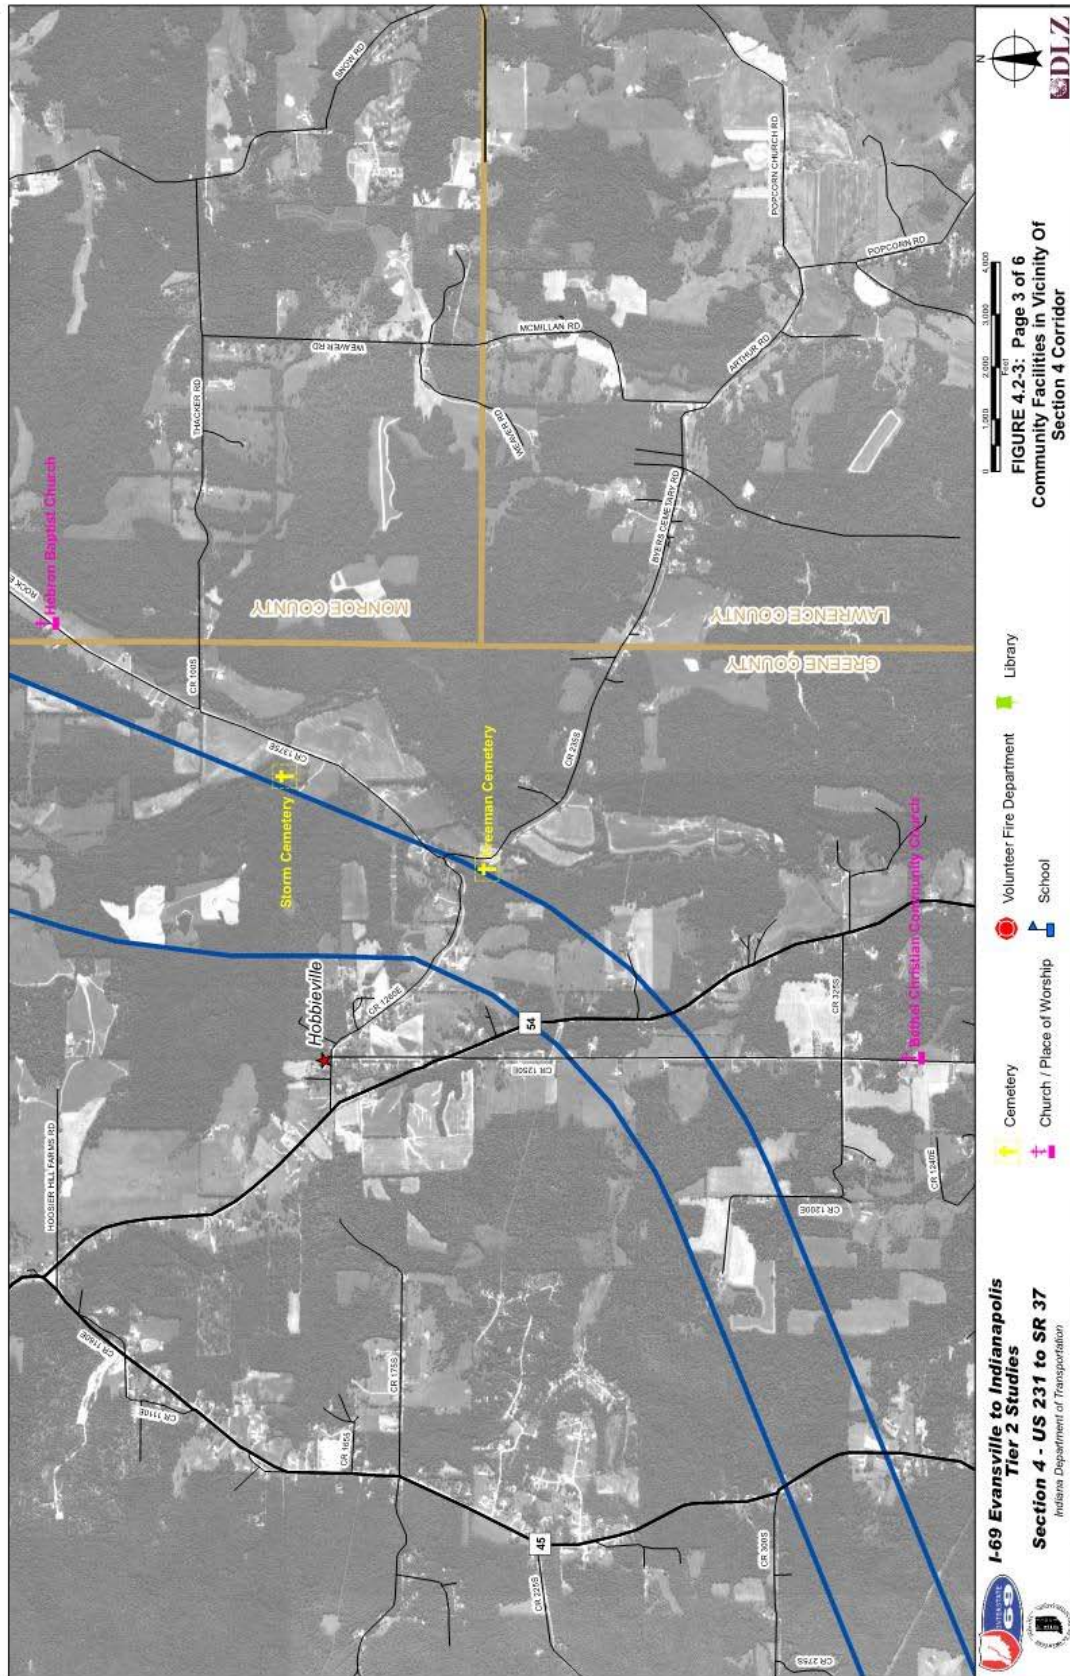 SNOW RD
Hebron Baptist Church
THACKER RD
WEAVER RD
MONROE COUNTY
CR 100S
CR 1375E
Storm Cemetery
Hobbieville
CR 1260E
HOOSIER HILL FARMS RD
CR 1160E
CR 1110E
CR 165S
CR 175S
MCMILLAN RD
WEAVER RD
POPCORN CHURCH RD
POPCORN RD
ARTHUR RD
BYERS CEMETARY RD
LAWRENCE COUNTY
GREENE COUNTY
CR 235S
Freeman Cemetery
54
CR 1250E
CR 325S
Bethel Christian Community Church
CR 1240E
CR 1200E
45
CR 225S
CR 300S
CR 275S
INTERSTATE
69
I-69 Evansville to Indianapolis
Tier 2 Studies
Section 4 - US 231 to SR 37
Indiana Department of Transportation
Cemetery
Church / Place of Worship
Volunteer Fire Department
School
Library
0 1,000 2,000 3,000 4,000
Feet
FIGURE 4.2-3: Page 3 of 6
Community Facilities in Vicinity Of
Section 4 Corridor
N
DLZ